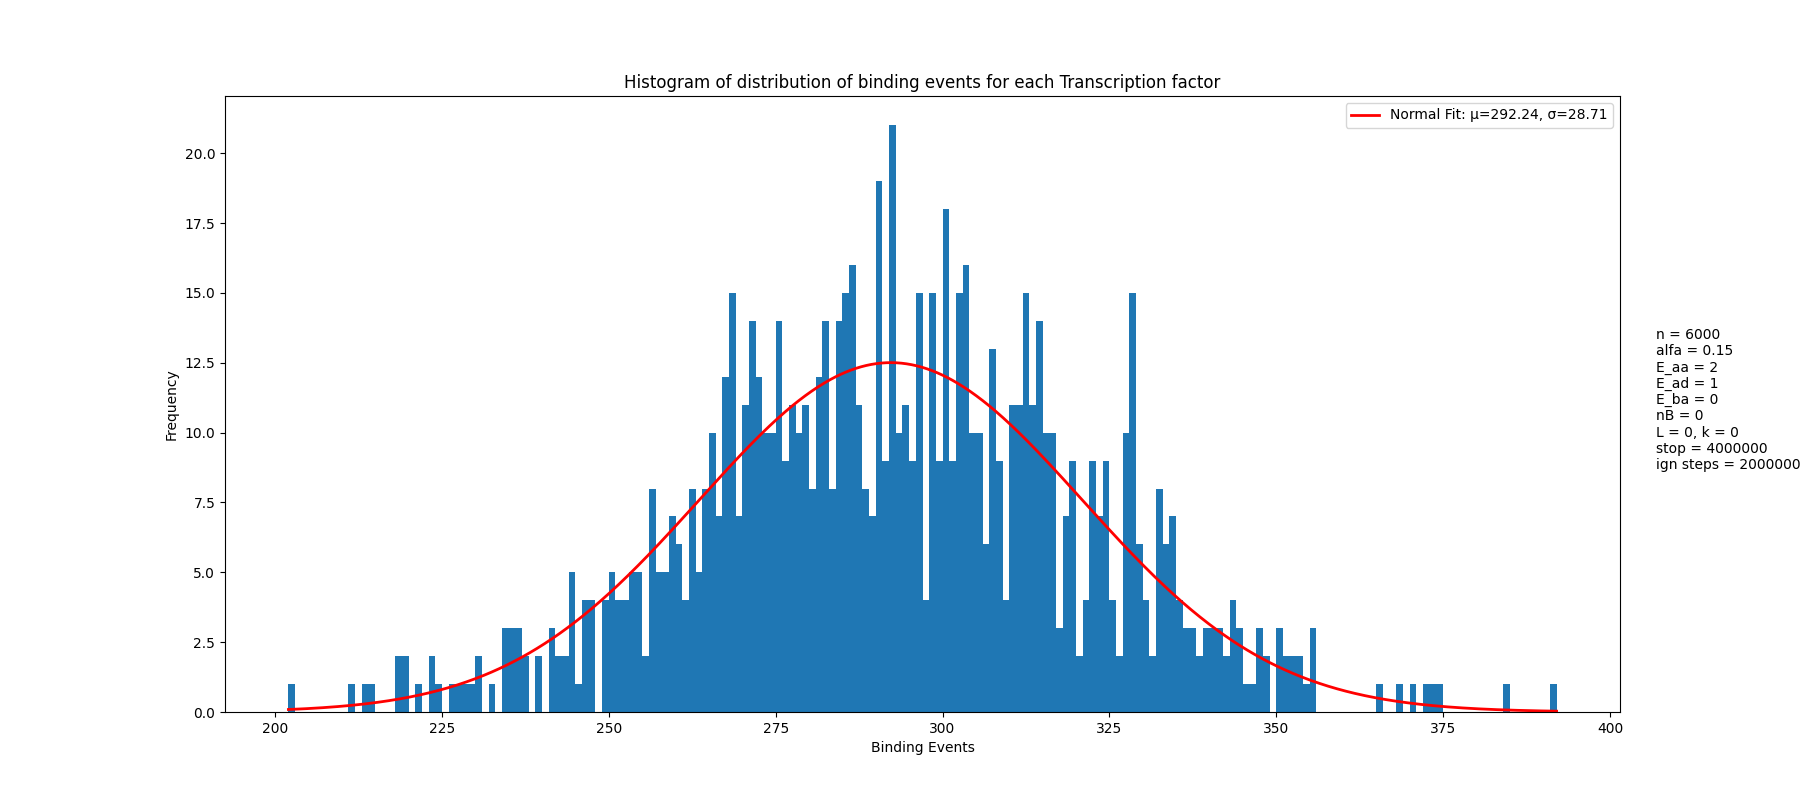 Histogram of distribution of binding events for each Transcription factor
Normal Fit: μ=292.24, σ=28.71
Frequency
20.0
17.5
15.0
12.5
10.0
7.5
5.0
2.5
0.0
200 225 250 275 300 325 350 375 400
Binding Events
n = 6000
alfa = 0.15
E_aa = 2
E_ad = 1
E_ba = 0
nB = 0
L = 0, k = 0
stop = 4000000
ign steps = 2000000